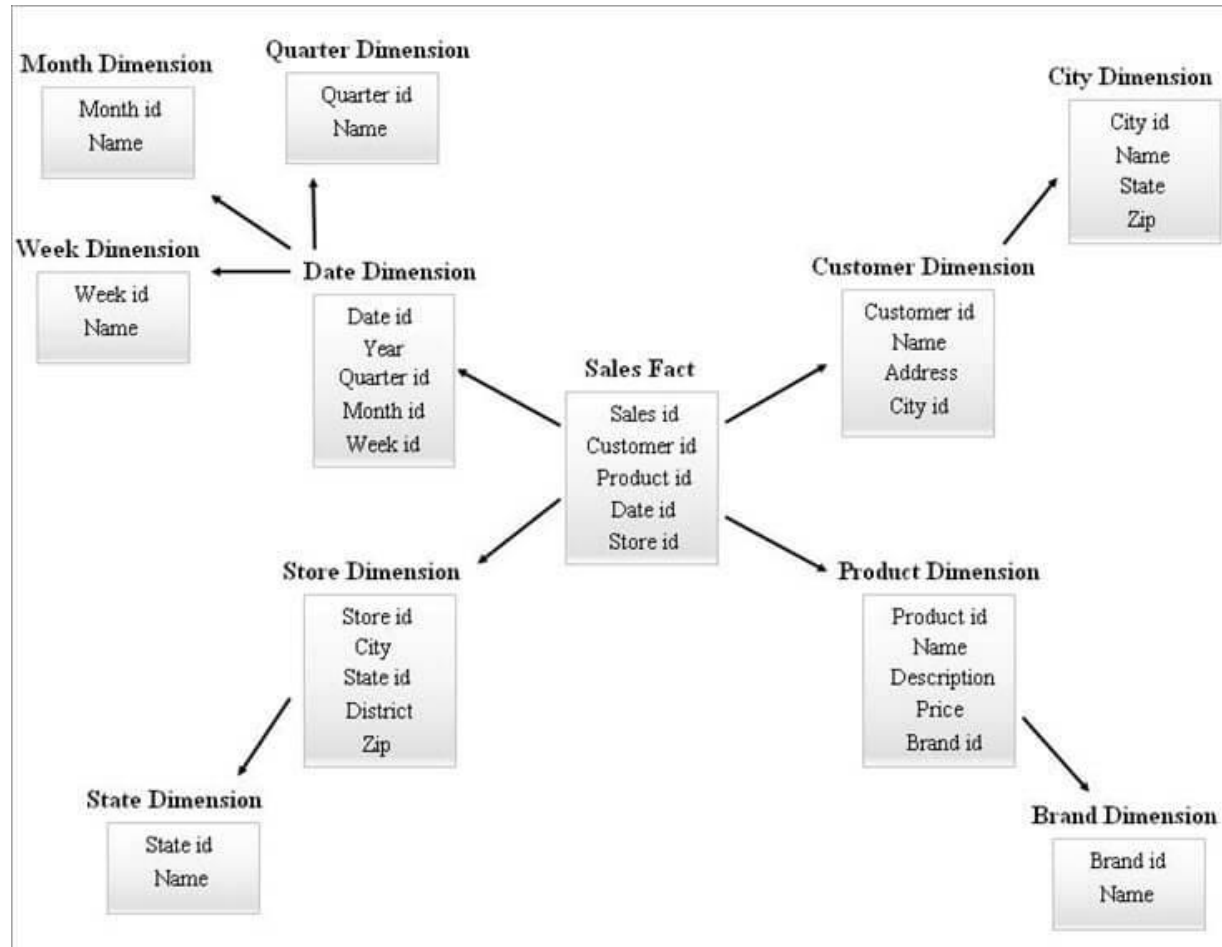 Month Dimension
Month id
Name
Quarter Dimension
Quarter id
Name
City Dimension
City id
Name
State
Zip
Week Dimension
Week id
Name
Date Dimension
Date id
Year
Quarter id
Month id
Week id
Customer Dimension
Customer id
Name
Address
City id
Sales Fact
Sales id
Customer id
Product id
Date id
Store id
Store Dimension
Store id
City
State id
District
Zip
Product Dimension
Product id
Name
Description
Price
Brand id
State Dimension
State id
Name
Brand Dimension
Brand id
Name